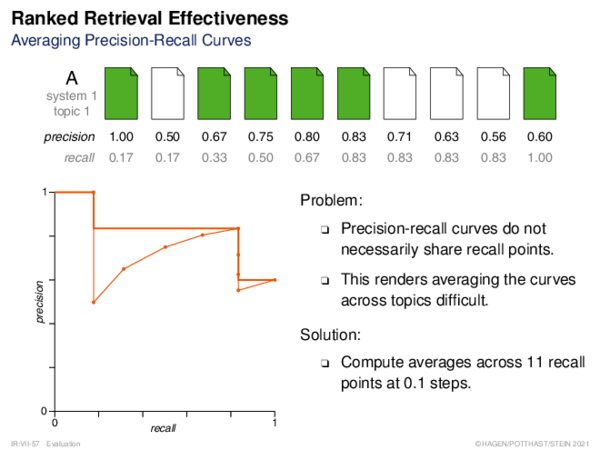 Ranked Retrieval Effectiveness
Averaging Precision-Recall Curves
A
system 1
topic 1
precision 1.00 0.50 0.67 0.75 0.80 0.83 0.71 0.63 0.56 0.60
recall 0.17 0.17 0.33 0.50 0.67 0.83 0.83 0.83 0.83 1.00
1
precision
0
0
recall
1
Problem:
❑ Precision-recall curves do not
necessarily share recall points.
❑ This renders averaging the curves
across topics difficult.
Solution:
❑ Compute averages across 11 recall
points at 0.1 steps.
IR:VII-57 Evaluation
©HAGEN/POTTHAST/STEIN 2021